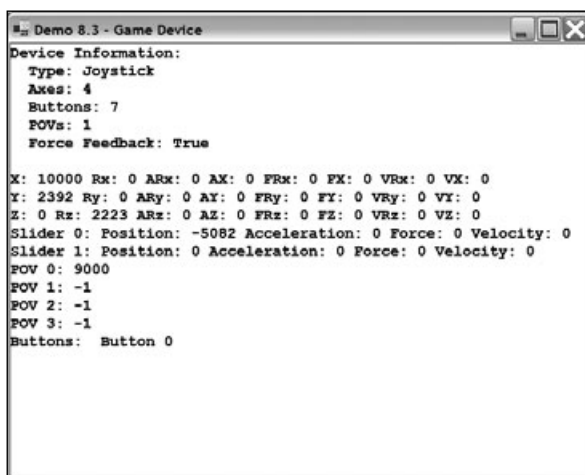 Demo 8.3 - Game Device
Device Information:
Type: Joystick
Axes: 4
Buttons: 7
POVs: 1
Force Feedback: True
X: 10000 Rx: 0 ARx: 0 AX: 0 FRx: 0 FX: 0 VRx: 0 VX: 0
Y: 2392 Ry: 0 ARy: 0 AY: 0 FRy: 0 FY: 0 VRy: 0 VY: 0
Z: 0 Rz: 2223 ARz: 0 AZ: 0 FRz: 0 FZ: 0 VRz: 0 VZ: 0
Slider 0: Position: -5082 Acceleration: 0 Force: 0 Velocity: 0
Slider 1: Position: 0 Acceleration: 0 Force: 0 Velocity: 0
POV 0: 9000
POV 1: -1
POV 2: -1
POV 3: -1
Buttons: Button 0